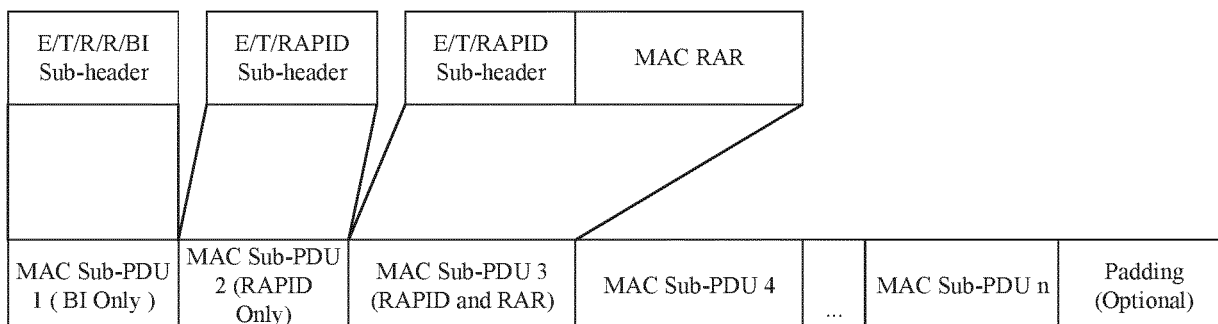 E/T/R/R/BI
Sub-header
E/T/RAPID
Sub-header
E/T/RAPID
Sub-header
MAC RAR
MAC Sub-PDU
1 ( BI Only )
MAC Sub-PDU
2 (RAPID
Only)
MAC Sub-PDU 3
(RAPID and RAR)
MAC Sub-PDU 4
...
MAC Sub-PDU n
Padding
(Optional)